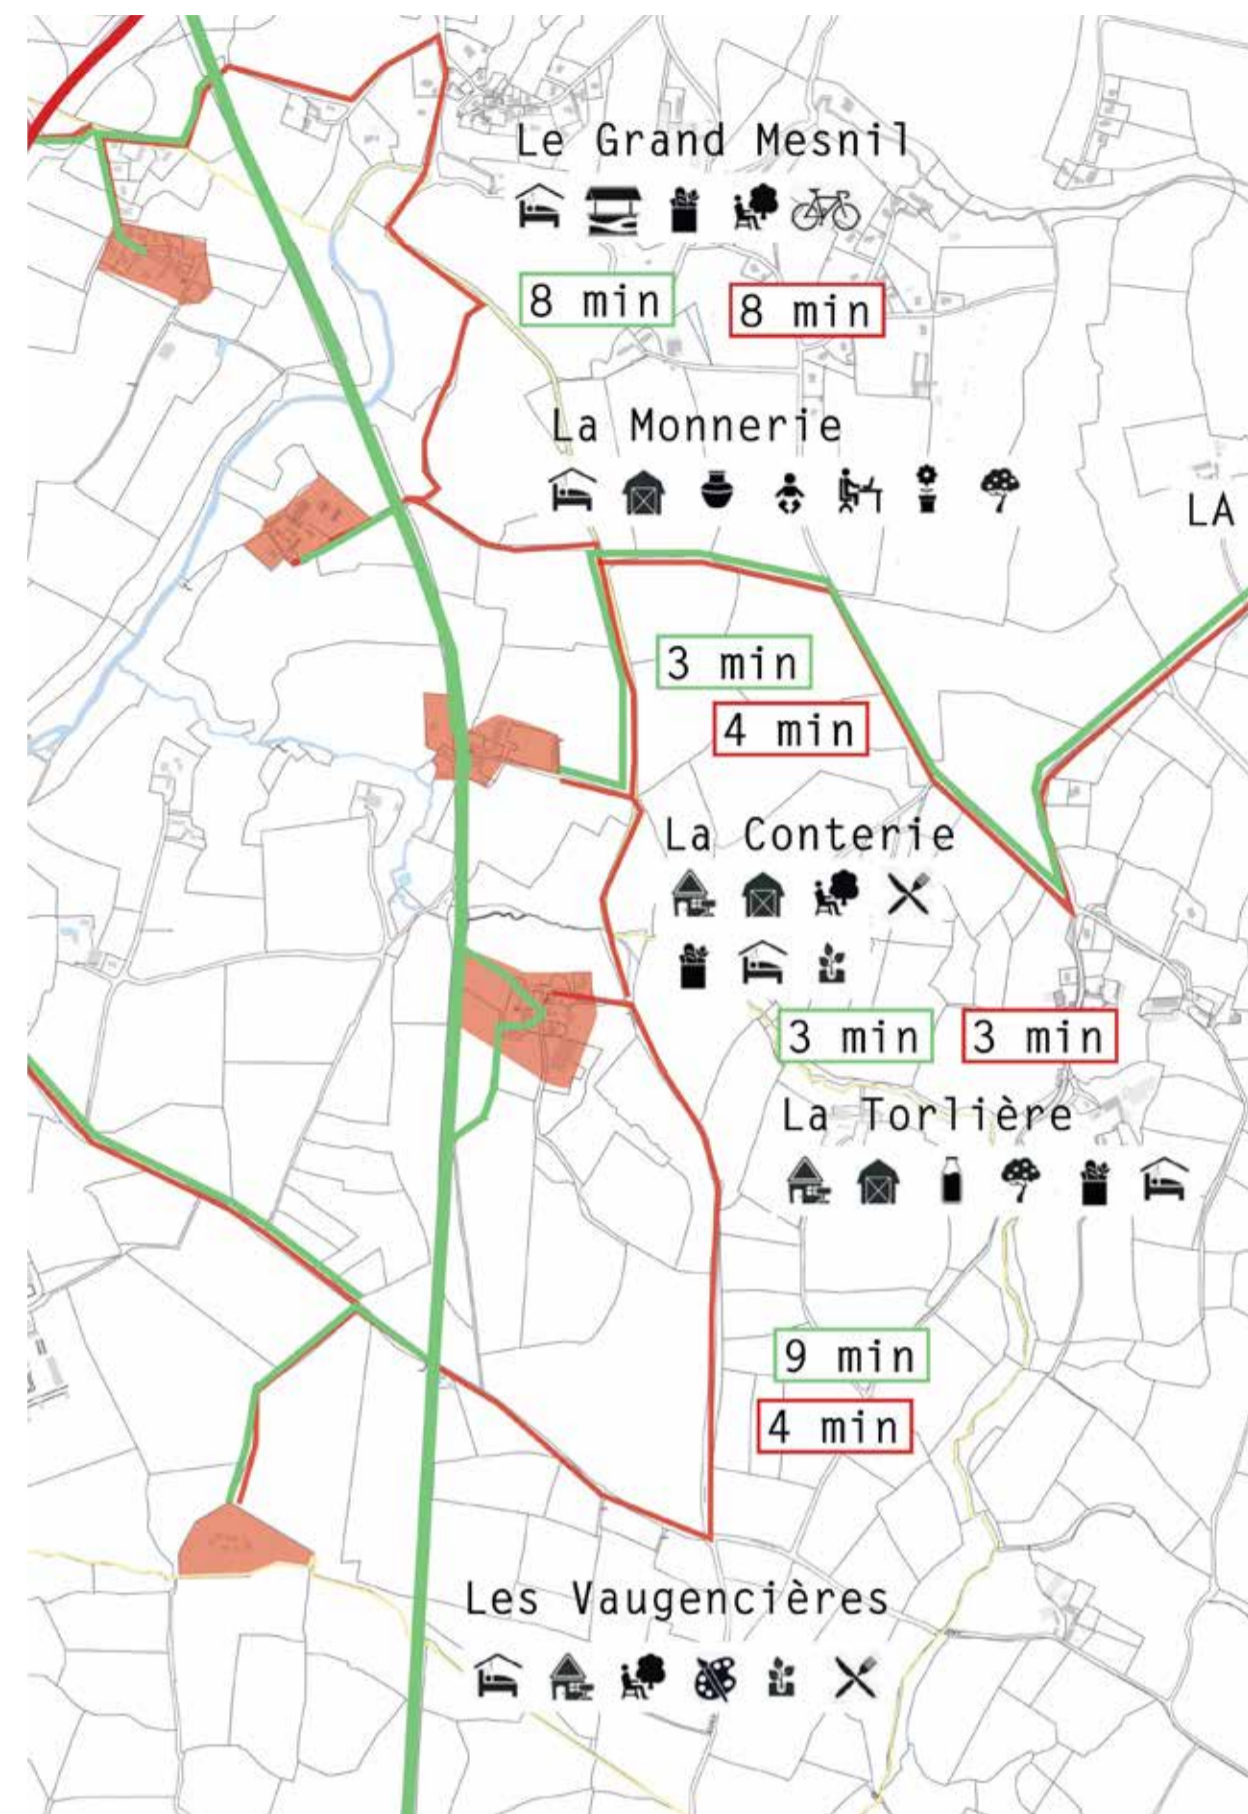 Le Grand Mesnil
8 min
8 min
La Monnerie
LA
3 min
4 min
La Conterie
3 min
3 min
La Torlière
9 min
4 min
Les Vaugencières